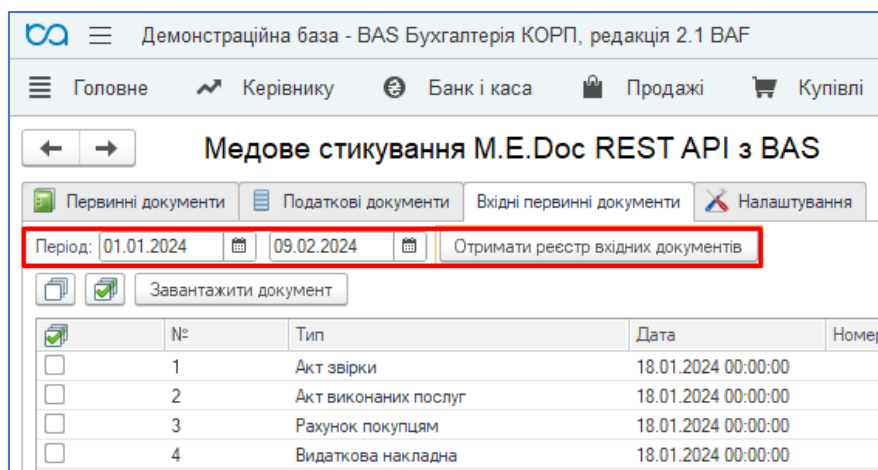 Демонстраційна база - BAS Бухгалтерія КОРП, редакція 2.1 BAF
Головне Керівнику Банк і каса Продажі Купівлі
Медове стикування M.E.Doc REST API з BAS
Первинні документи Податкові документи Вхідні первинні документи Налаштування
Період: 01.01.2024 09.02.2024 Отримати реєстр вхідних документів
Завантажити документ
№ Тип Дата Номер
1 Акт звірки 18.01.2024 00:00:00
2 Акт виконаних послуг 18.01.2024 00:00:00
3 Рахунок покупцям 18.01.2024 00:00:00
4 Видаткова накладна 18.01.2024 00:00:00